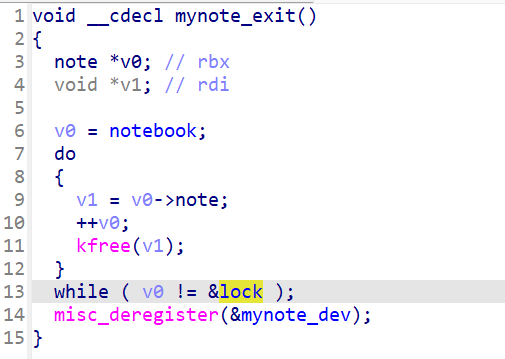 1 void __cdecl mynote_exit()
2 {
3   note *v0; // rbx
4   void *v1; // rdi
5
6   v0 = notebook;
7   do
8   {
9     v1 = v0->note;
10     ++v0;
11     kfree(v1);
12   }
13   while ( v0 != &lock );
14   misc_deregister(&mynote_dev);
15 }